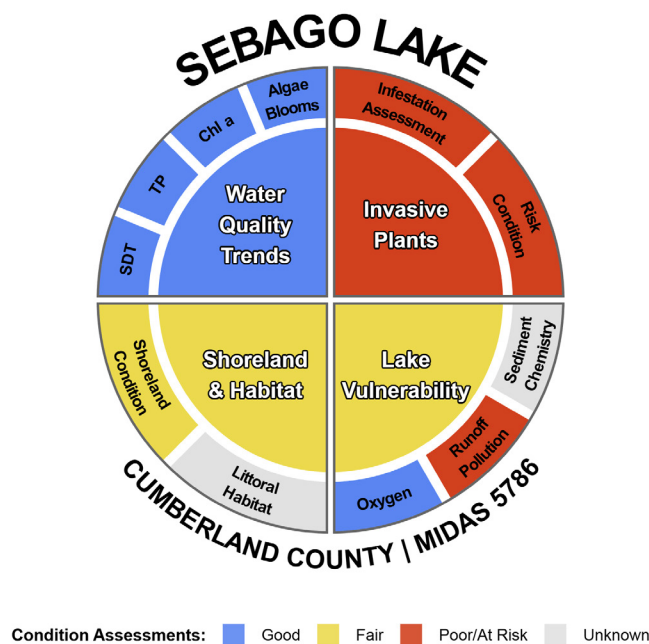 SEBAGO LAKE
Algae
Blooms
Chl a
TP
SDT
Water
Quality
Trends
Infestation
Assessment
Risk
Condition
Invasive
Plants
Shoreland
& Habitat
Shoreland
Condition
Littoral
Habitat
Lake
Vulnerability
Sediment
Chemistry
Runoff
Pollution
Oxygen
CUMBERLAND COUNTY | MIDAS 5786
Condition Assessments: Good Fair Poor/At Risk Unknown